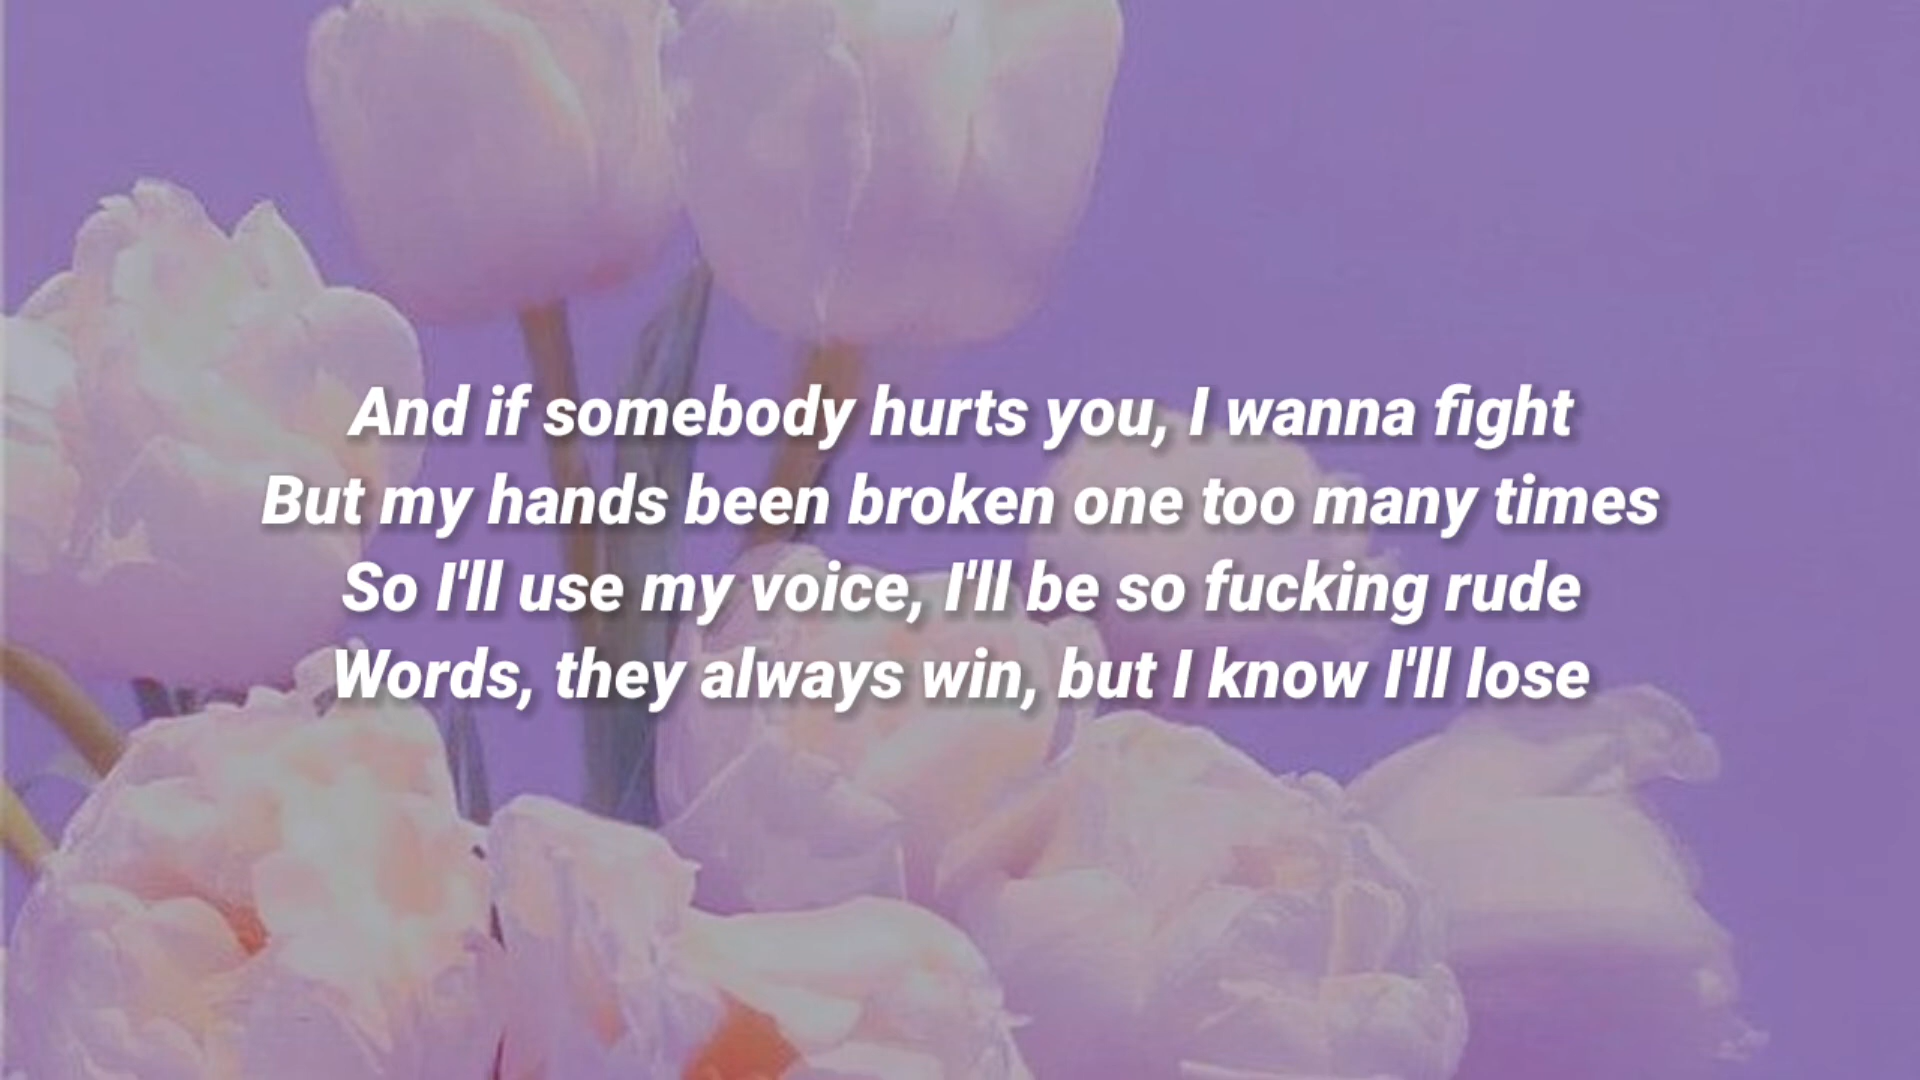 And if somebody hurts you, I wanna fight
But my hands been broken one too many times
So I'll use my voice, I'll be so fucking rude
Words, they always win, but I know I'll lose